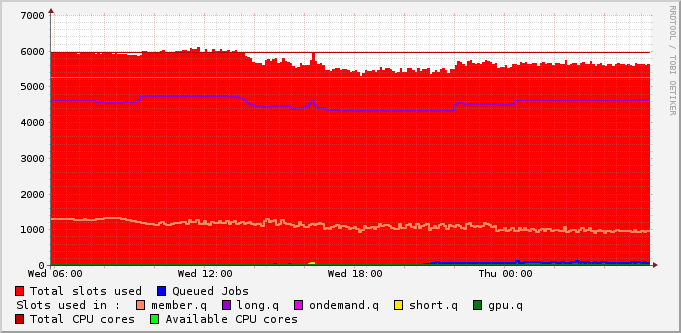 7000
6000
5000
4000
3000
2000
1000
0
Wed 06:00 Wed 12:00 Wed 18:00 Thu 00:00
Total slots used Queued Jobs
Slots used in : member.q long.q ondemand.q short.q gpu.q
Total CPU cores Available CPU cores
RRDTOOL / TOBI OETIKER